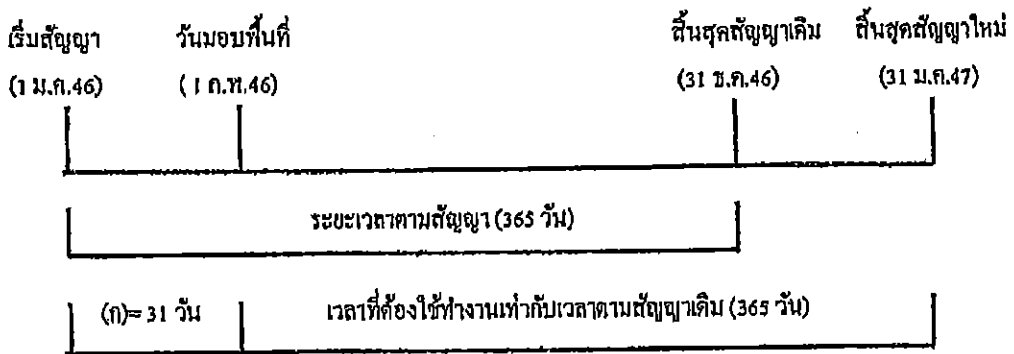 เริ่มสัญญา วันมอบพื้นที่ สิ้นสุดสัญญาเดิม สิ้นสุดสัญญาใหม่
(1 ม.ค.46) (1 ก.พ.46) (31 ธ.ค.46) (31 ม.ค.47)
ระยะเวลาตามสัญญา (365 วัน)
(ก)= 31 วัน เวลาที่ต้องใช้ทำงานเท่ากับเวลาตามสัญญาเดิม (365 วัน)